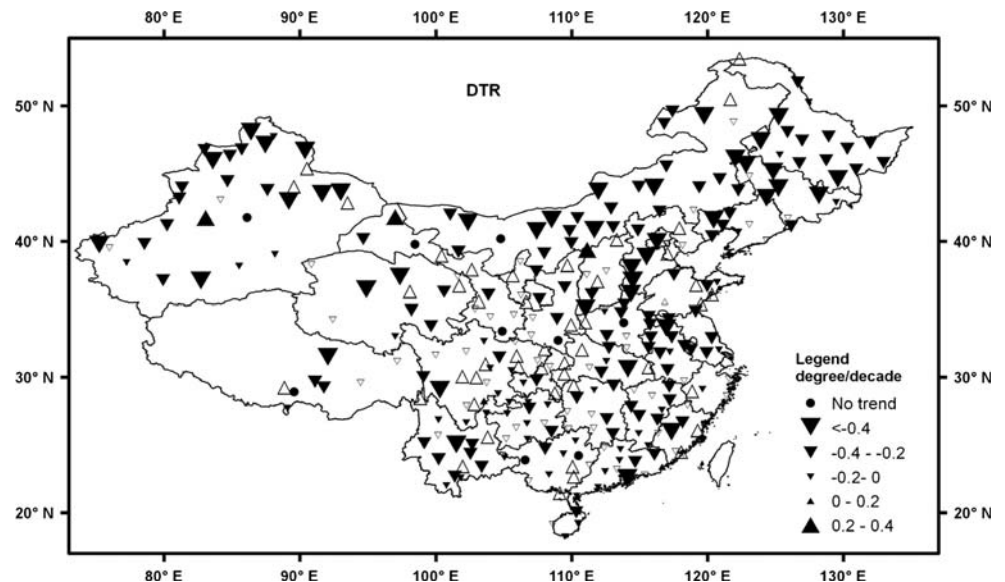 80° E 90° E 100° E 110° E 120° E 130° E
DTR
50° N 50° N
40° N 40° N
30° N 30° N
20° N 20° N
Legend
degree/decade
No trend
<-0.4
-0.4 - -0.2
-0.2- 0
0 - 0.2
0.2 - 0.4
80° E 90° E 100° E 110° E 120° E 130° E